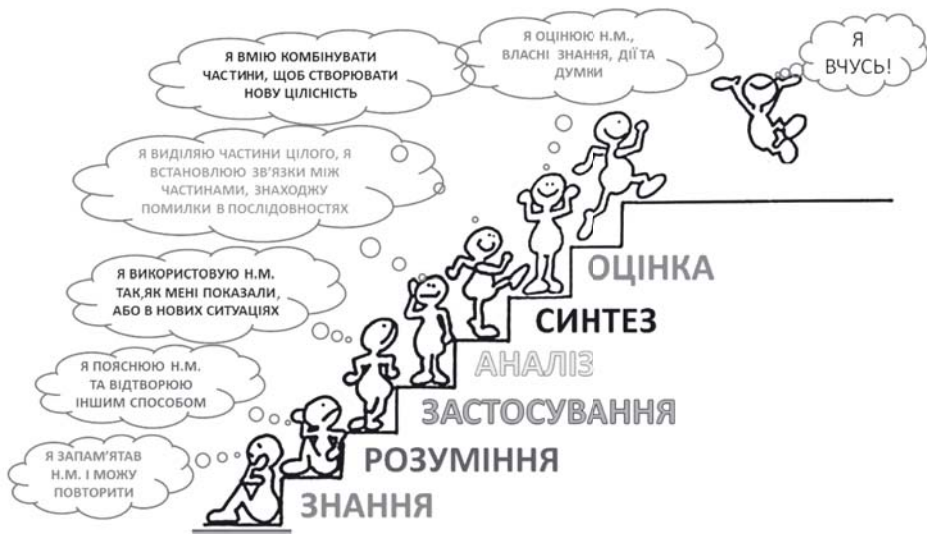 Я ОЦІНЮЮ Н.М.,
ВЛАСНІ ЗНАННЯ, ДІЇ ТА
ДУМКИ
Я
ВЧУСЬ!
Я ВМІЮ КОМБІНУВАТИ
ЧАСТИНИ, ЩОБ СТВОРЮВАТИ
НОВУ ЦІЛІСНІСТЬ
Я ВИДІЛЯЮ ЧАСТИНИ ЦІЛОГО, Я
ВСТАНОВЛЮЮ ЗВ'ЯЗКИ МІЖ
ЧАСТИНАМИ, ЗНАХОДЖУ
ПОМИЛКИ В ПОСЛІДОВНОСТЯХ
Я ВИКОРИСТОВУЮ Н.М.
ТАК,ЯК МЕНІ ПОКАЗАЛИ,
АБО В НОВИХ СИТУАЦІЯХ
Я ПОЯСНЮЮ Н.М.
ТА ВІДТВОРЮЮ
ІНШИМ СПОСОБОМ
Я ЗАПАМ'ЯТАВ
Н.М. І МОЖУ
ПОВТОРИТИ
ОЦІНКА
СИНТЕЗ
АНАЛІЗ
ЗАСТОСУВАННЯ
РОЗУМІННЯ
ЗНАННЯ